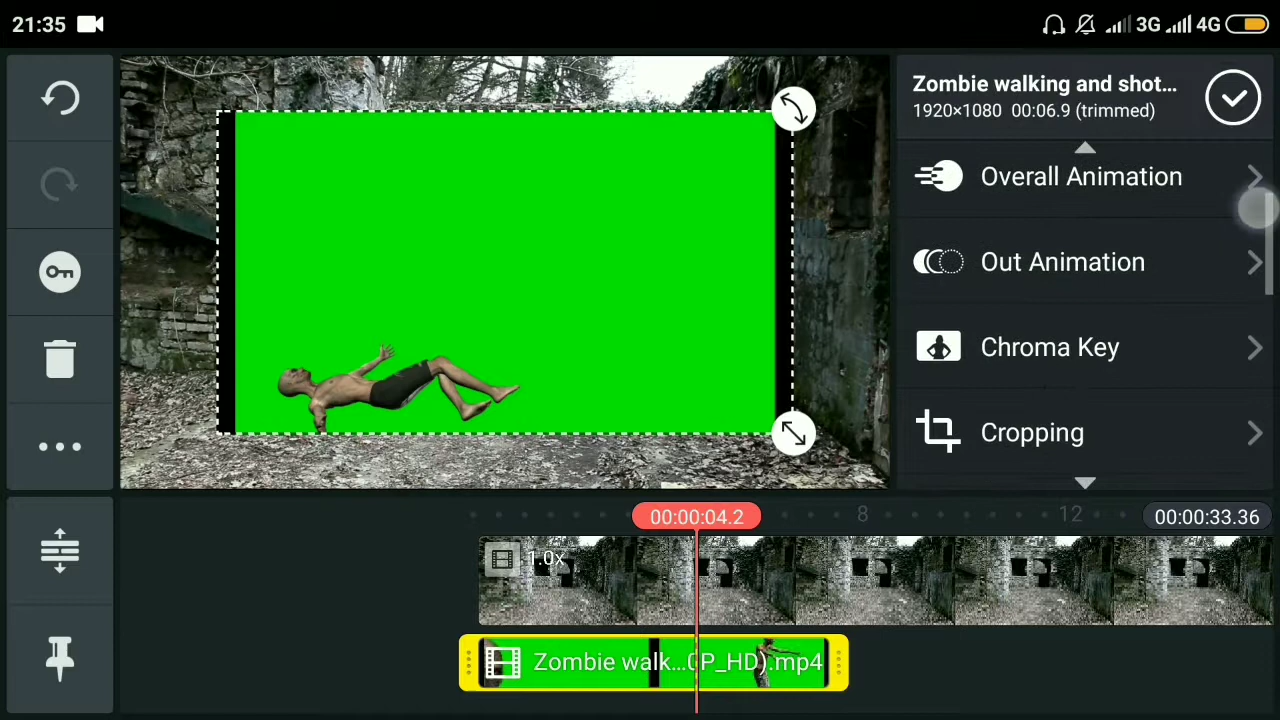 21:35
3G 4G
Zombie walking and shot...
1920×1080 00:06.9 (trimmed)
Overall Animation
Out Animation
Chroma Key
Cropping
00:00:04.2
8
12
00:00:33.36
1.0x
Zombie walk...(P_HD).mp4